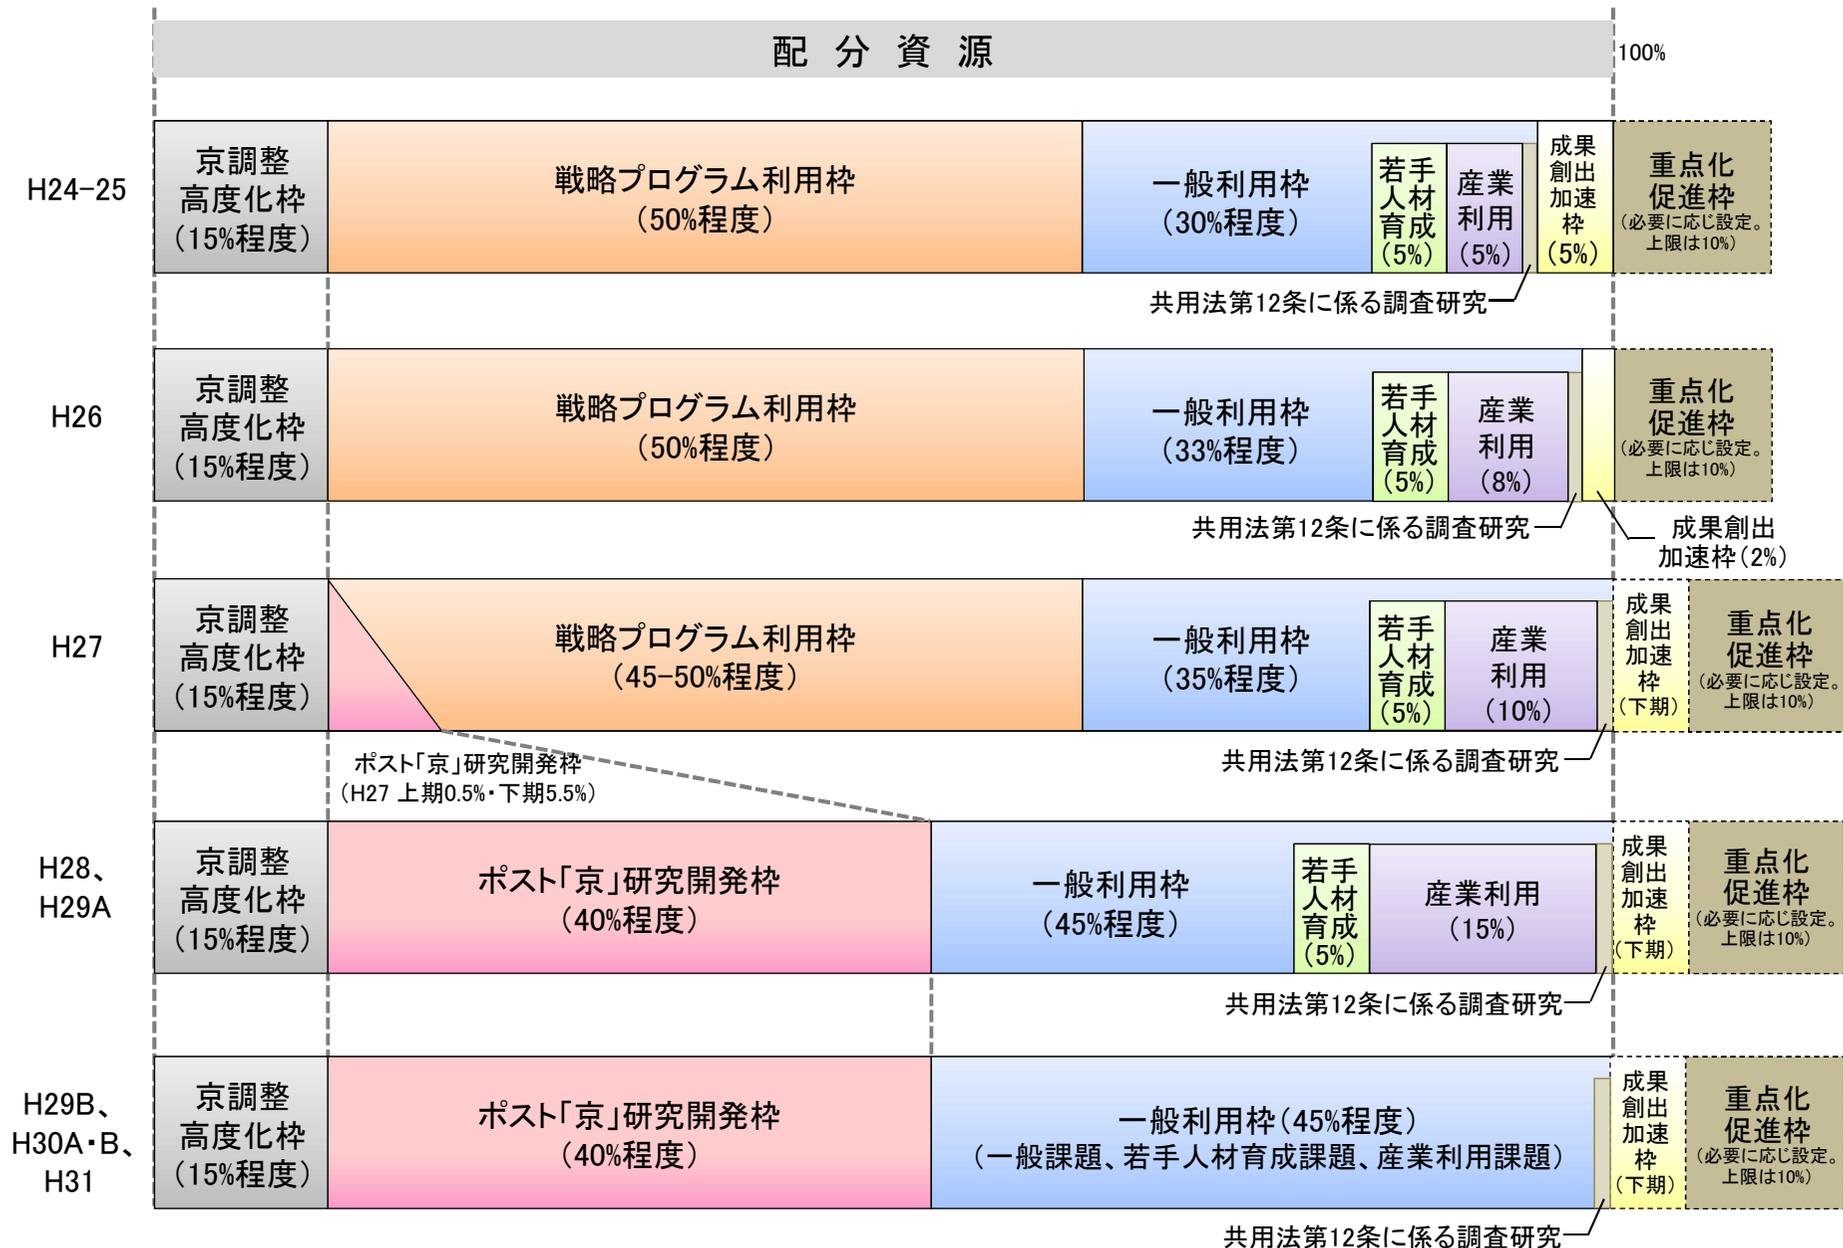 配分資源
100%
H24-25
京調整
高度化枠
(15%程度)
戦略プログラム利用枠
(50%程度)
一般利用枠
(30%程度)
若手
人材
育成
(5%)
産業
利用
(5%)
成果
創出
加速
枠
(5%)
重点化
促進枠
(必要に応じ設定。
上限は10%)
共用法第12条に係る調査研究
H26
京調整
高度化枠
(15%程度)
戦略プログラム利用枠
(50%程度)
一般利用枠
(33%程度)
若手
人材
育成
(5%)
産業
利用
(8%)
重点化
促進枠
(必要に応じ設定。
上限は10%)
共用法第12条に係る調査研究
成果創出
加速枠(2%)
H27
京調整
高度化枠
(15%程度)
戦略プログラム利用枠
(45-50%程度)
一般利用枠
(35%程度)
若手
人材
育成
(5%)
産業
利用
(10%)
成果
創出
加速
枠
(下期)
重点化
促進枠
(必要に応じ設定。
上限は10%)
共用法第12条に係る調査研究
ポスト「京」研究開発枠
(H27 上期0.5%・下期5.5%)
H28、
H29A
京調整
高度化枠
(15%程度)
ポスト「京」研究開発枠
(40%程度)
一般利用枠
(45%程度)
若手
人材
育成
(5%)
産業利用
(15%)
成果
創出
加速
枠
(下期)
重点化
促進枠
(必要に応じ設定。
上限は10%)
共用法第12条に係る調査研究
H29B、
H30A・B、
H31
京調整
高度化枠
(15%程度)
ポスト「京」研究開発枠
(40%程度)
一般利用枠(45%程度)
(一般課題、若手人材育成課題、産業利用課題)
成果
創出
加速
枠
(下期)
重点化
促進枠
(必要に応じ設定。
上限は10%)
共用法第12条に係る調査研究